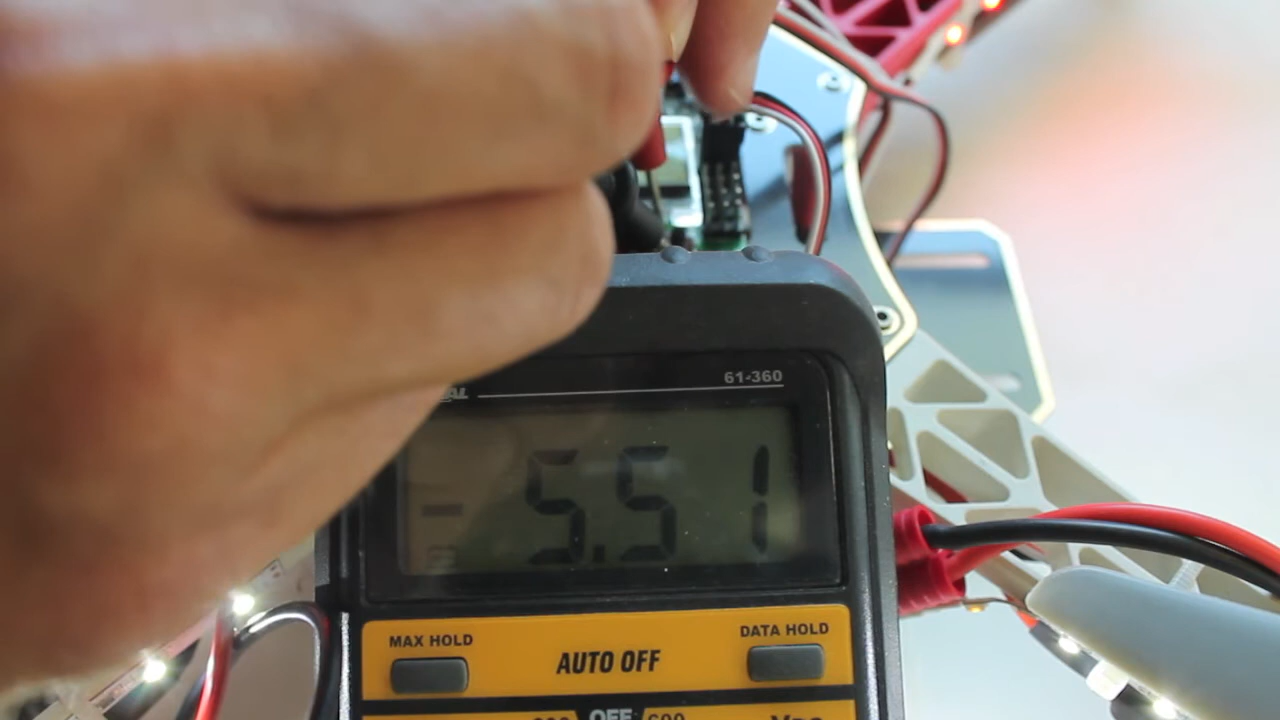 61-360
- 5.51
MAX HOLD
AUTO OFF
DATA HOLD
OFF
600